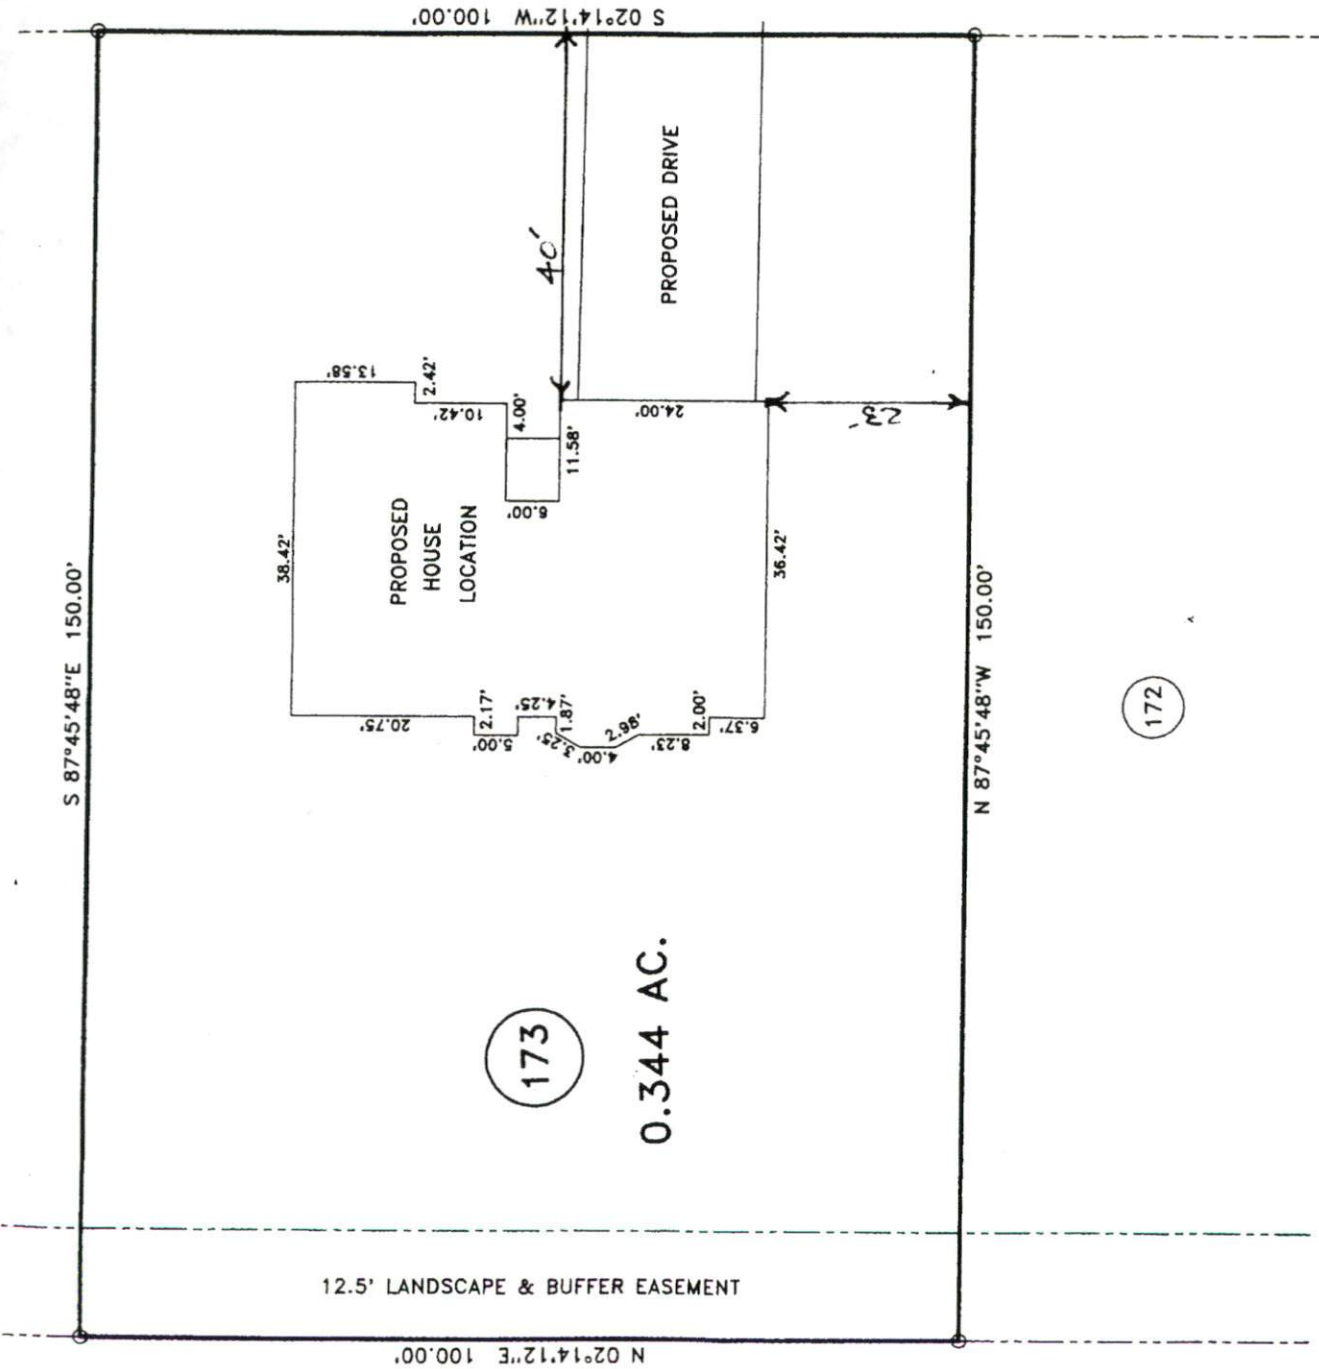 S 02°14'12"W 100.00'
S 87°45'48"E 150.00'
N 87°45'48"W 150.00'
N 02°14'12"E 100.00'
40'
23'
PROPOSED DRIVE
PROPOSED
HOUSE
LOCATION
13.58'
2.42'
10.42'
4.00'
11.58'
6.00'
24.00'
38.42'
36.42'
20.75'
2.17'
5.00'
4.25'
1.87'
3.25'
4.00'
2.98'
8.23'
2.00'
6.37'
173
0.344 AC.
172
12.5' LANDSCAPE & BUFFER EASEMENT